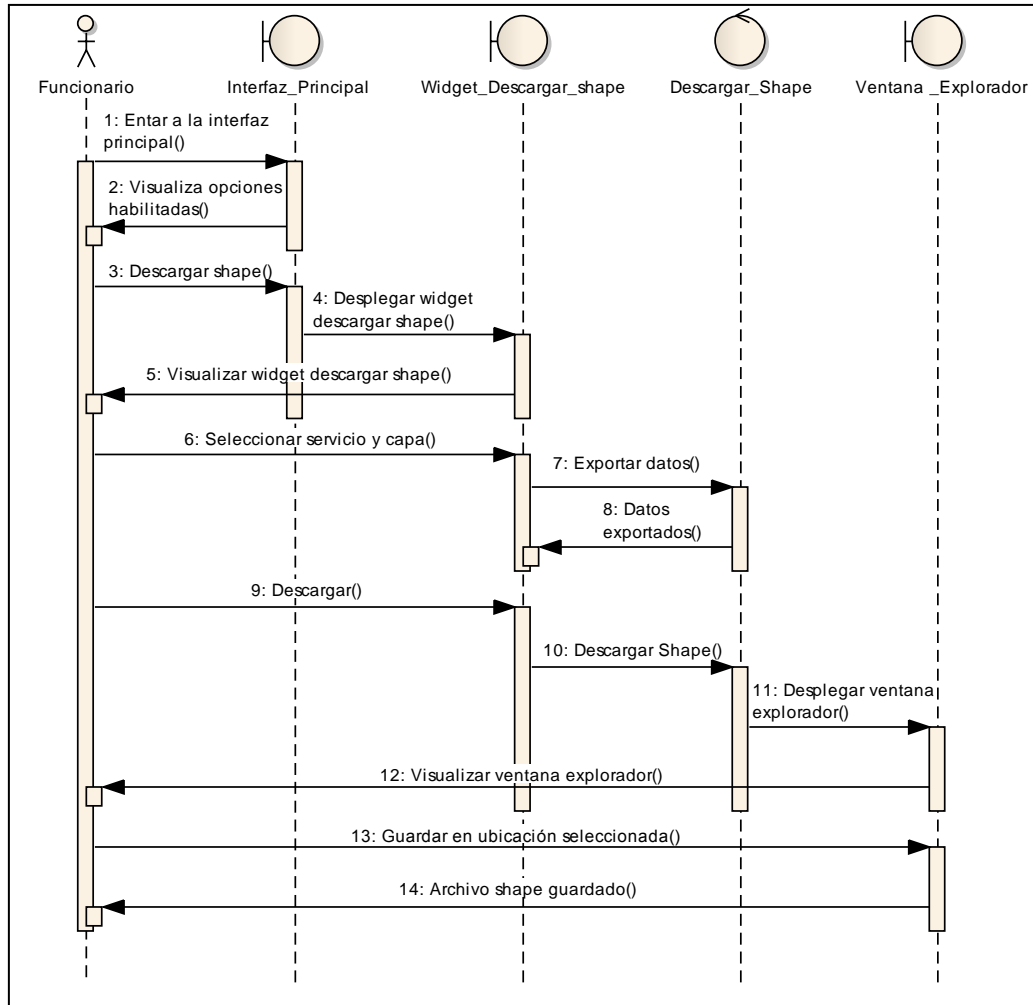 Funcionario
Interfaz_Principal
Widget_Descargar_shape
Descargar_Shape
Ventana _Explorador
1: Entar a la interfaz
principal()
2: Visualiza opciones
habilitadas()
3: Descargar shape()
4: Desplegar widget
descargar shape()
5: Visualizar widget descargar shape()
6: Seleccionar servicio y capa()
7: Exportar datos()
8: Datos
exportados()
9: Descargar()
10: Descargar Shape()
11: Desplegar ventana
explorador()
12: Visualizar ventana explorador()
13: Guardar en ubicación seleccionada()
14: Archivo shape guardado()